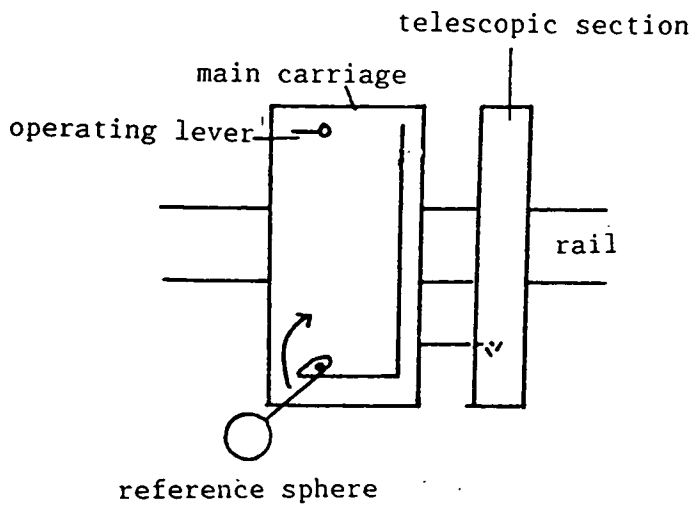 telescopic section
main carriage
operating lever
rail
reference sphere